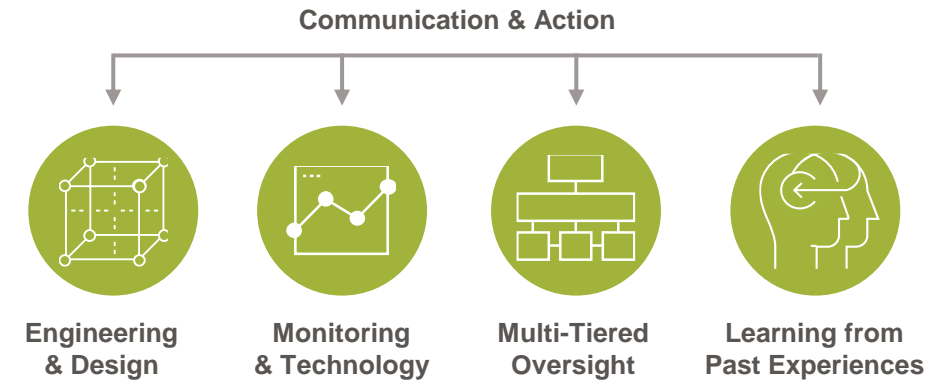 Communication & Action
Engineering
& Design
Monitoring
& Technology
Multi-Tiered
Oversight
Learning from
Past Experiences